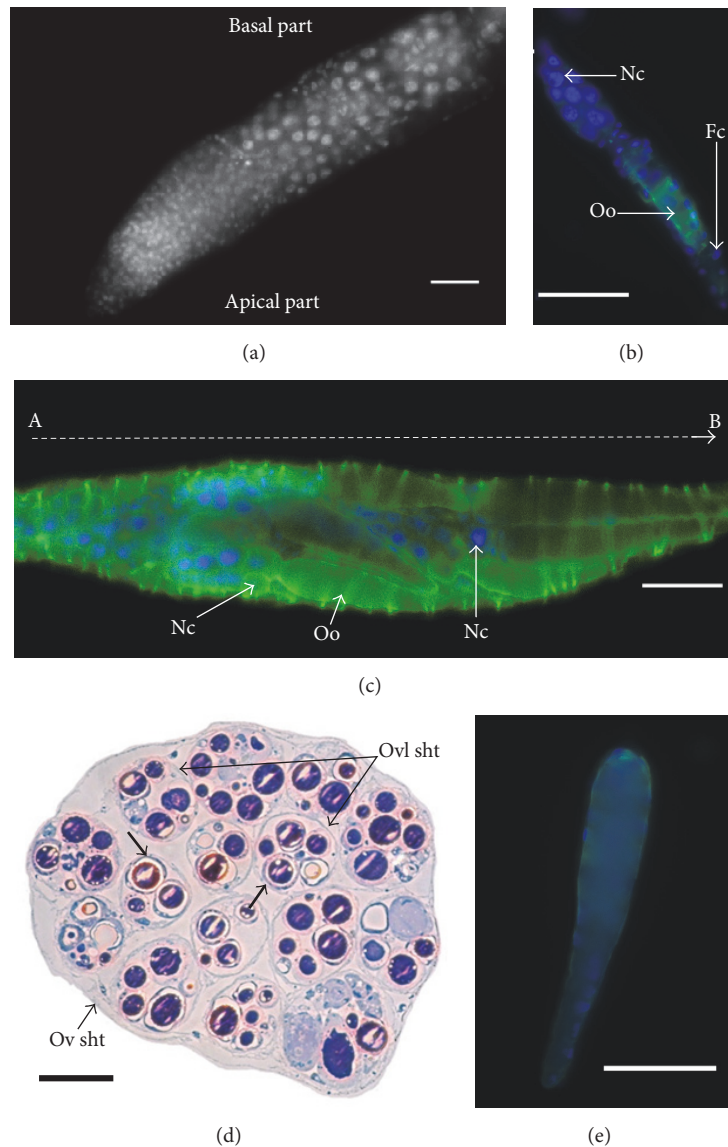 Basal part
Apical part
(a)
Nc
Fc
Oo
(b)
A
B
Nc
Oo
Nc
(c)
Ovl sht
Ov sht
(d)
(e)